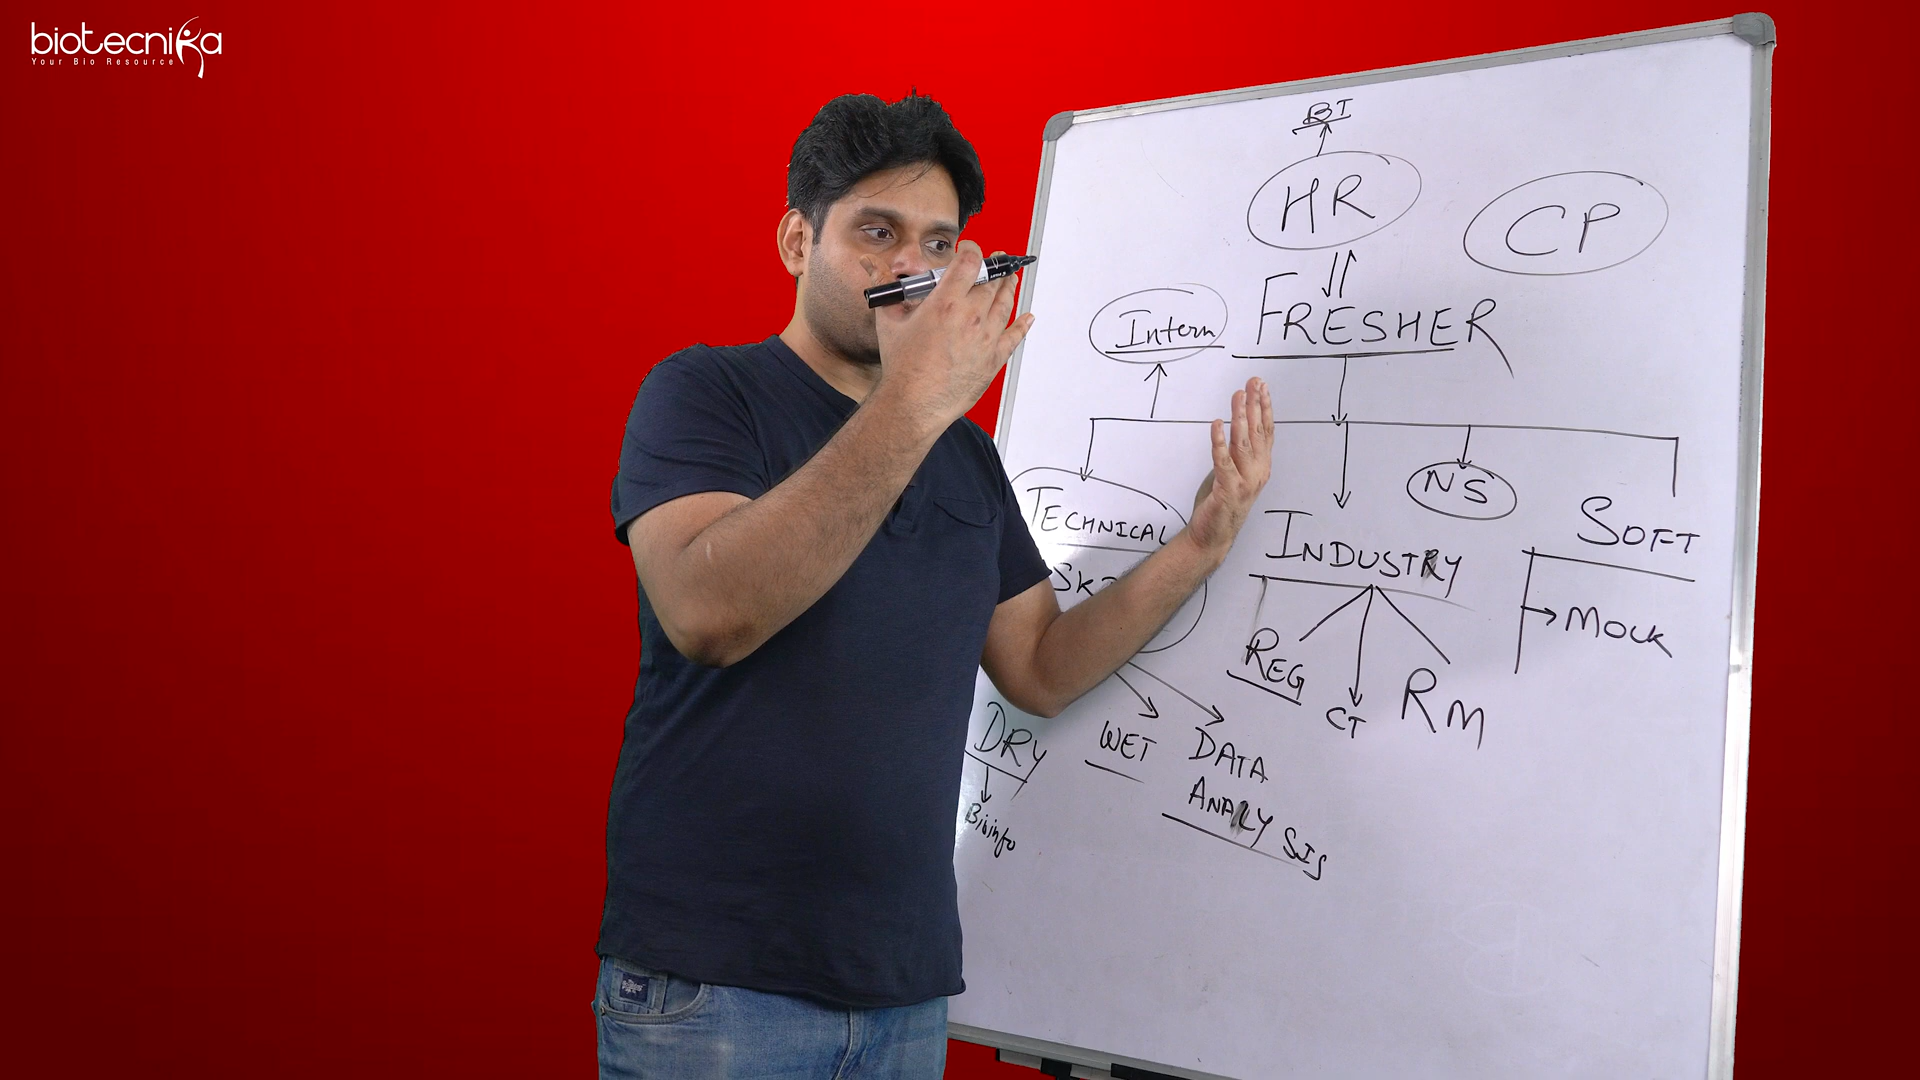 biotecnika
Your Bio Resource
BT
HR
CP
Intern
FRESHER
NS
TECHNICAL
INDUSTRY
SOFT
MOCK
REG
CT
RM
DRY
WET
DATA
ANALYSIS
Bioinfo